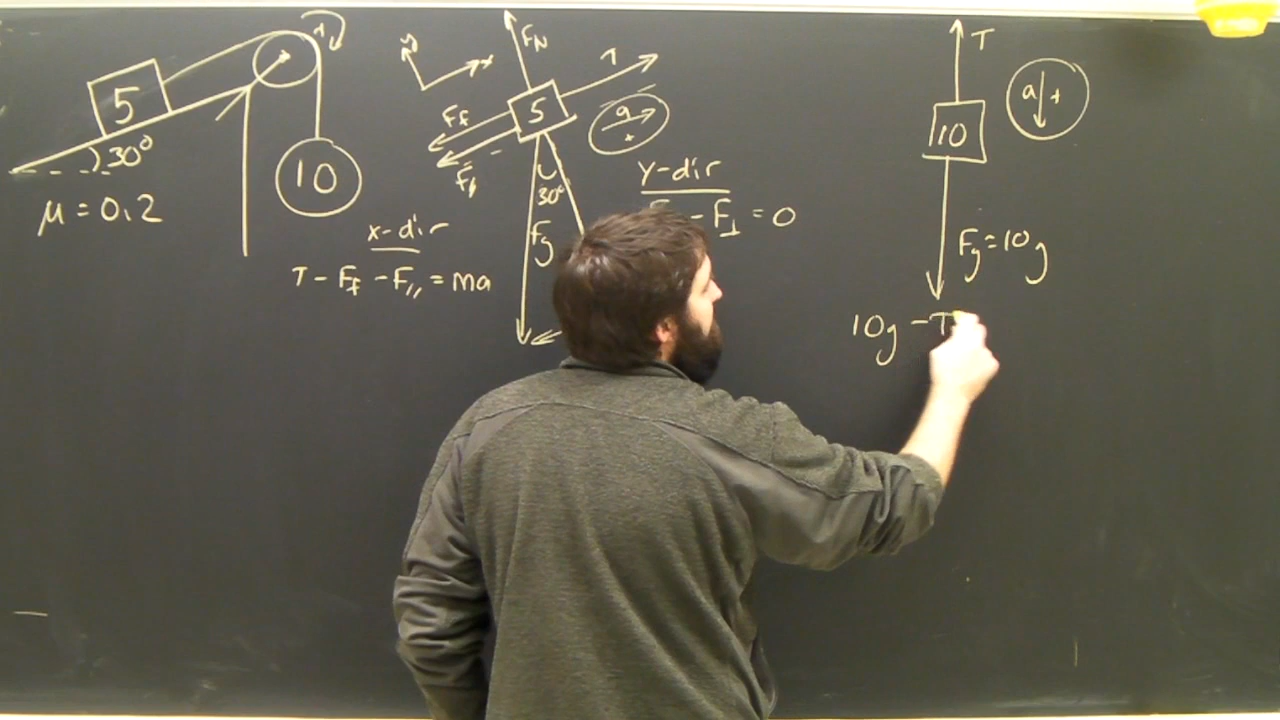 5
30°
μ = 0.2
10
+
y
x
F_N
T
5
F_f
F_∥
30°
F_g
a
+
x-dir
T - F_f - F_∥ = ma
y-dir
- F_⊥ = 0
T
10
a +
F_g = 10g
10g - T